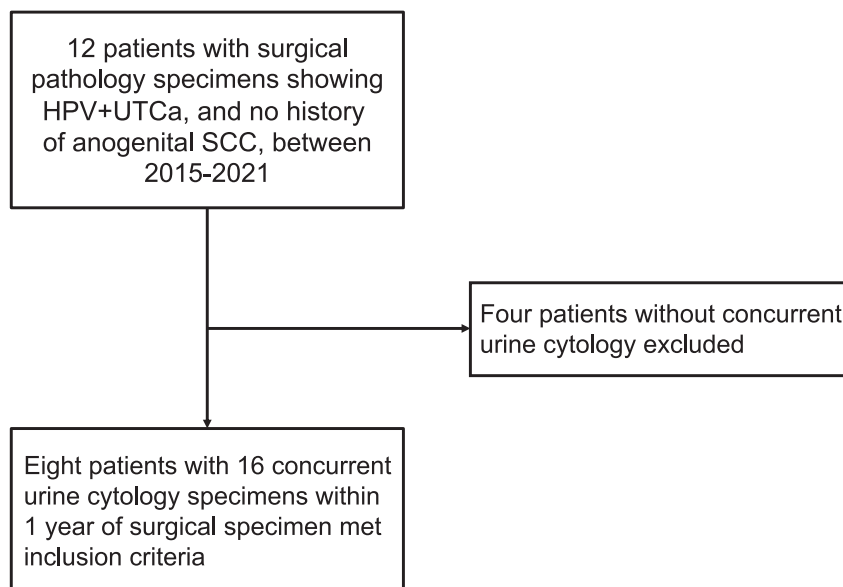 12 patients with surgical
pathology specimens showing
HPV+UTCa, and no history
of anogenital SCC, between
2015-2021
Four patients without concurrent
urine cytology excluded
Eight patients with 16 concurrent
urine cytology specimens within
1 year of surgical specimen met
inclusion criteria